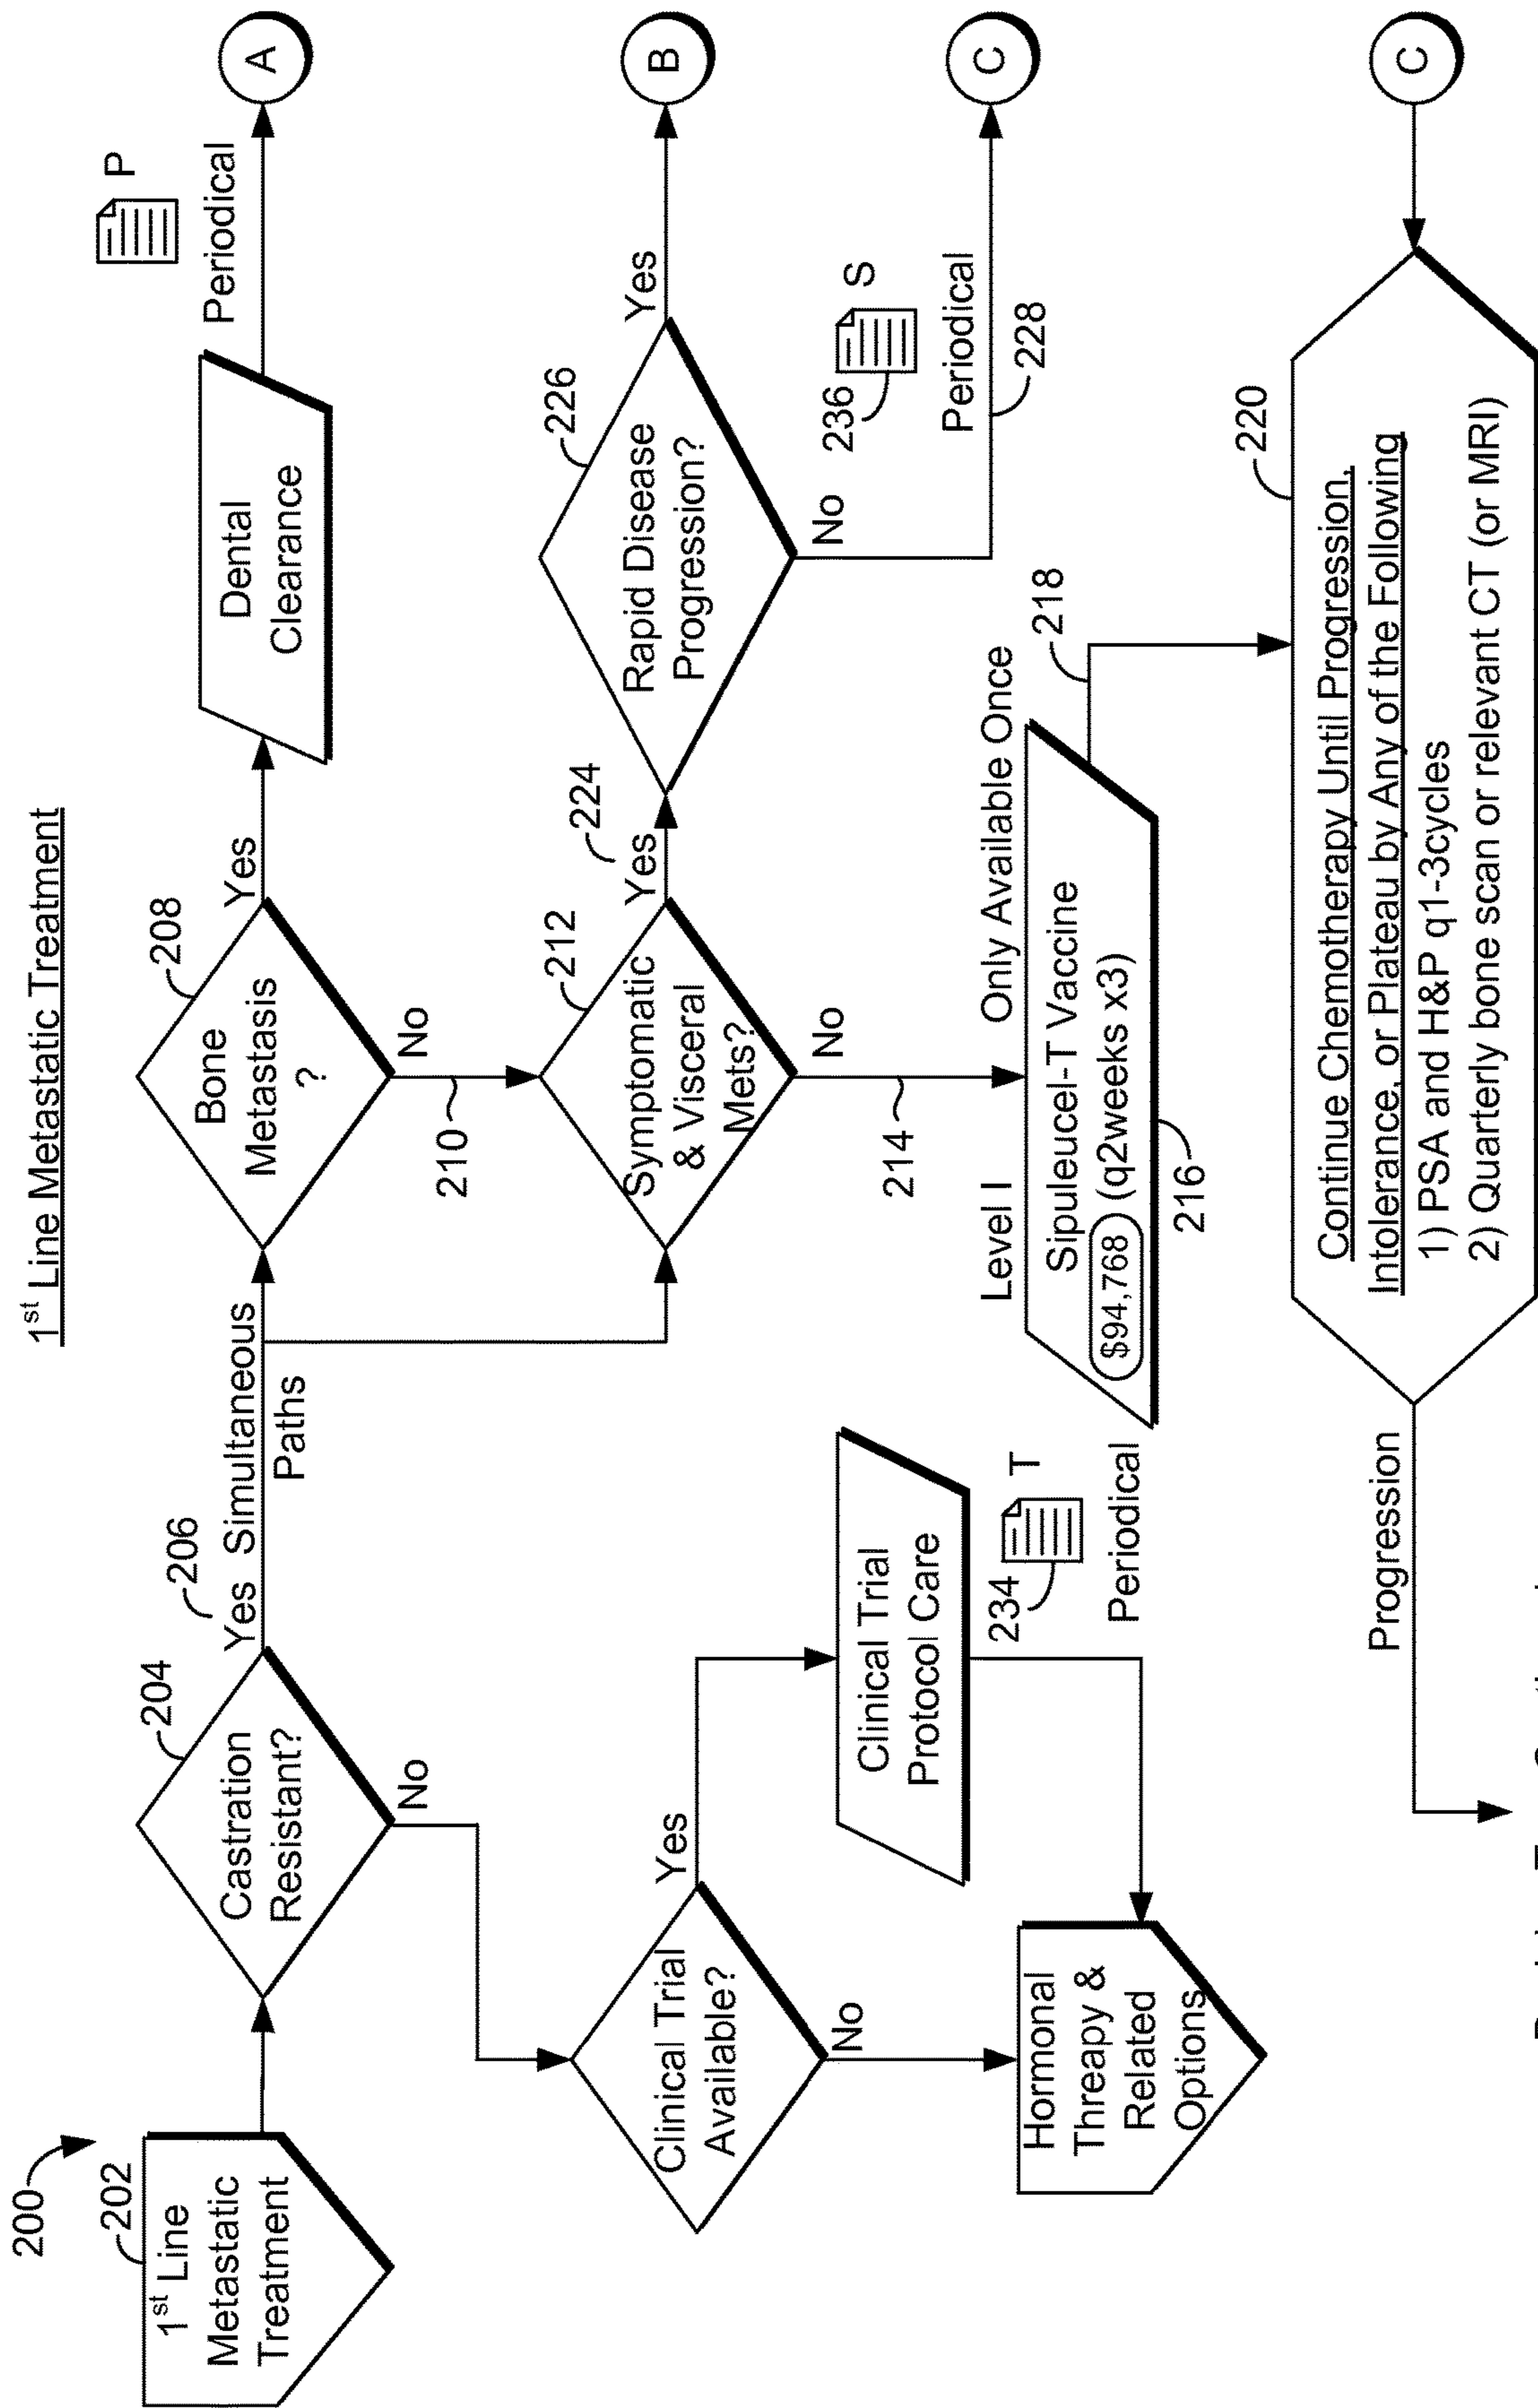 1st Line Metastatic Treatment
200
202
1st Line
Metastatic
Treatment
204
Castration
Resistant?
206
Yes Simultaneous
Paths
No
208
Bone
Metastasis
?
Yes
No
210
Dental
Clearance
P
Periodical
A
212
Symptomatic
& Visceral
Mets?
Yes
224
No
214
226
Rapid Disease
Progression?
Yes
B
No
236
S
Periodical
228
C
Clinical Trial
Available?
Yes
No
Clinical Trial
Protocol Care
234
T
Periodical
Hormonal
Threapy &
Related
Options
Level I
Only Available Once
Sipuleucel-T Vaccine
$94,768 (q2weeks x3)
216
218
220
Continue Chemotherapy Until Progression,
Intolerance, or Plateau by Any of the Following
1) PSA and H&P q1-3cycles
2) Quarterly bone scan or relevant CT (or MRI)
C
Progression